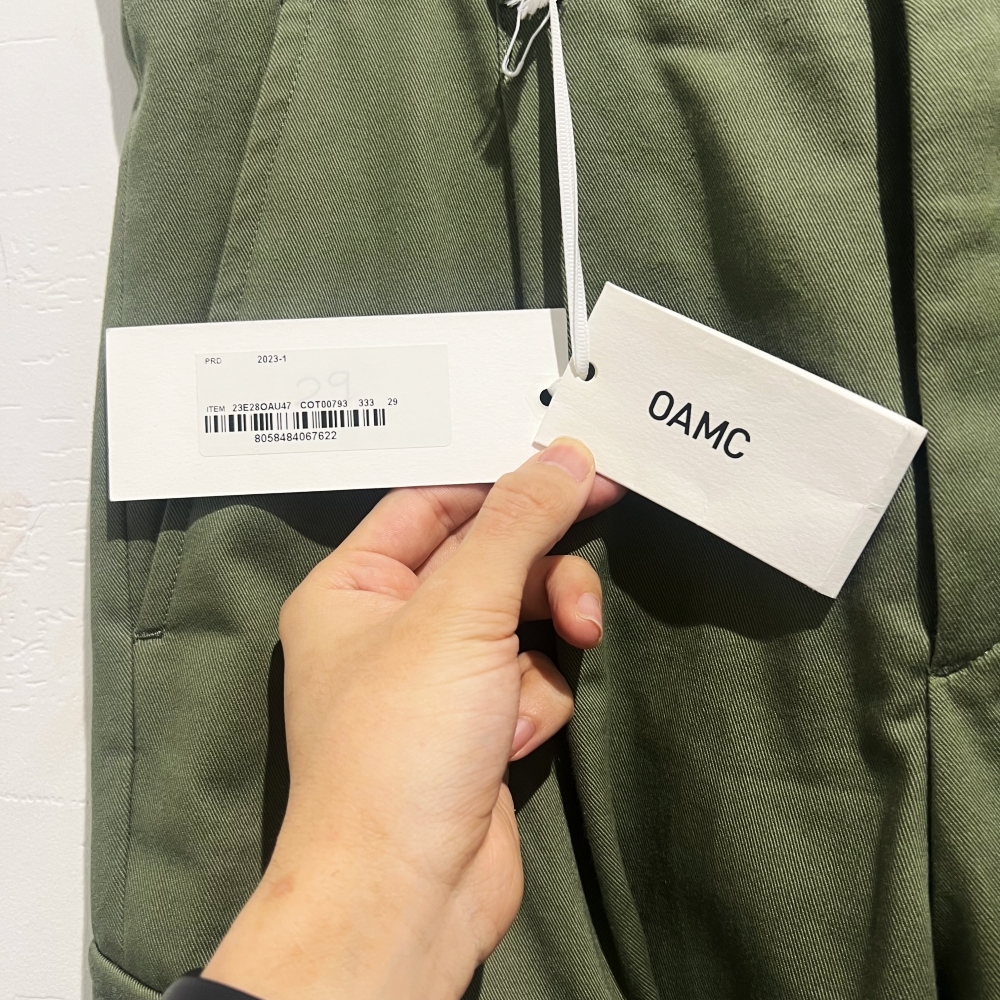 PRD 2023-1
29
ITEM 23E28OAU47 COT00793 333 29
8058484067622
OAMC